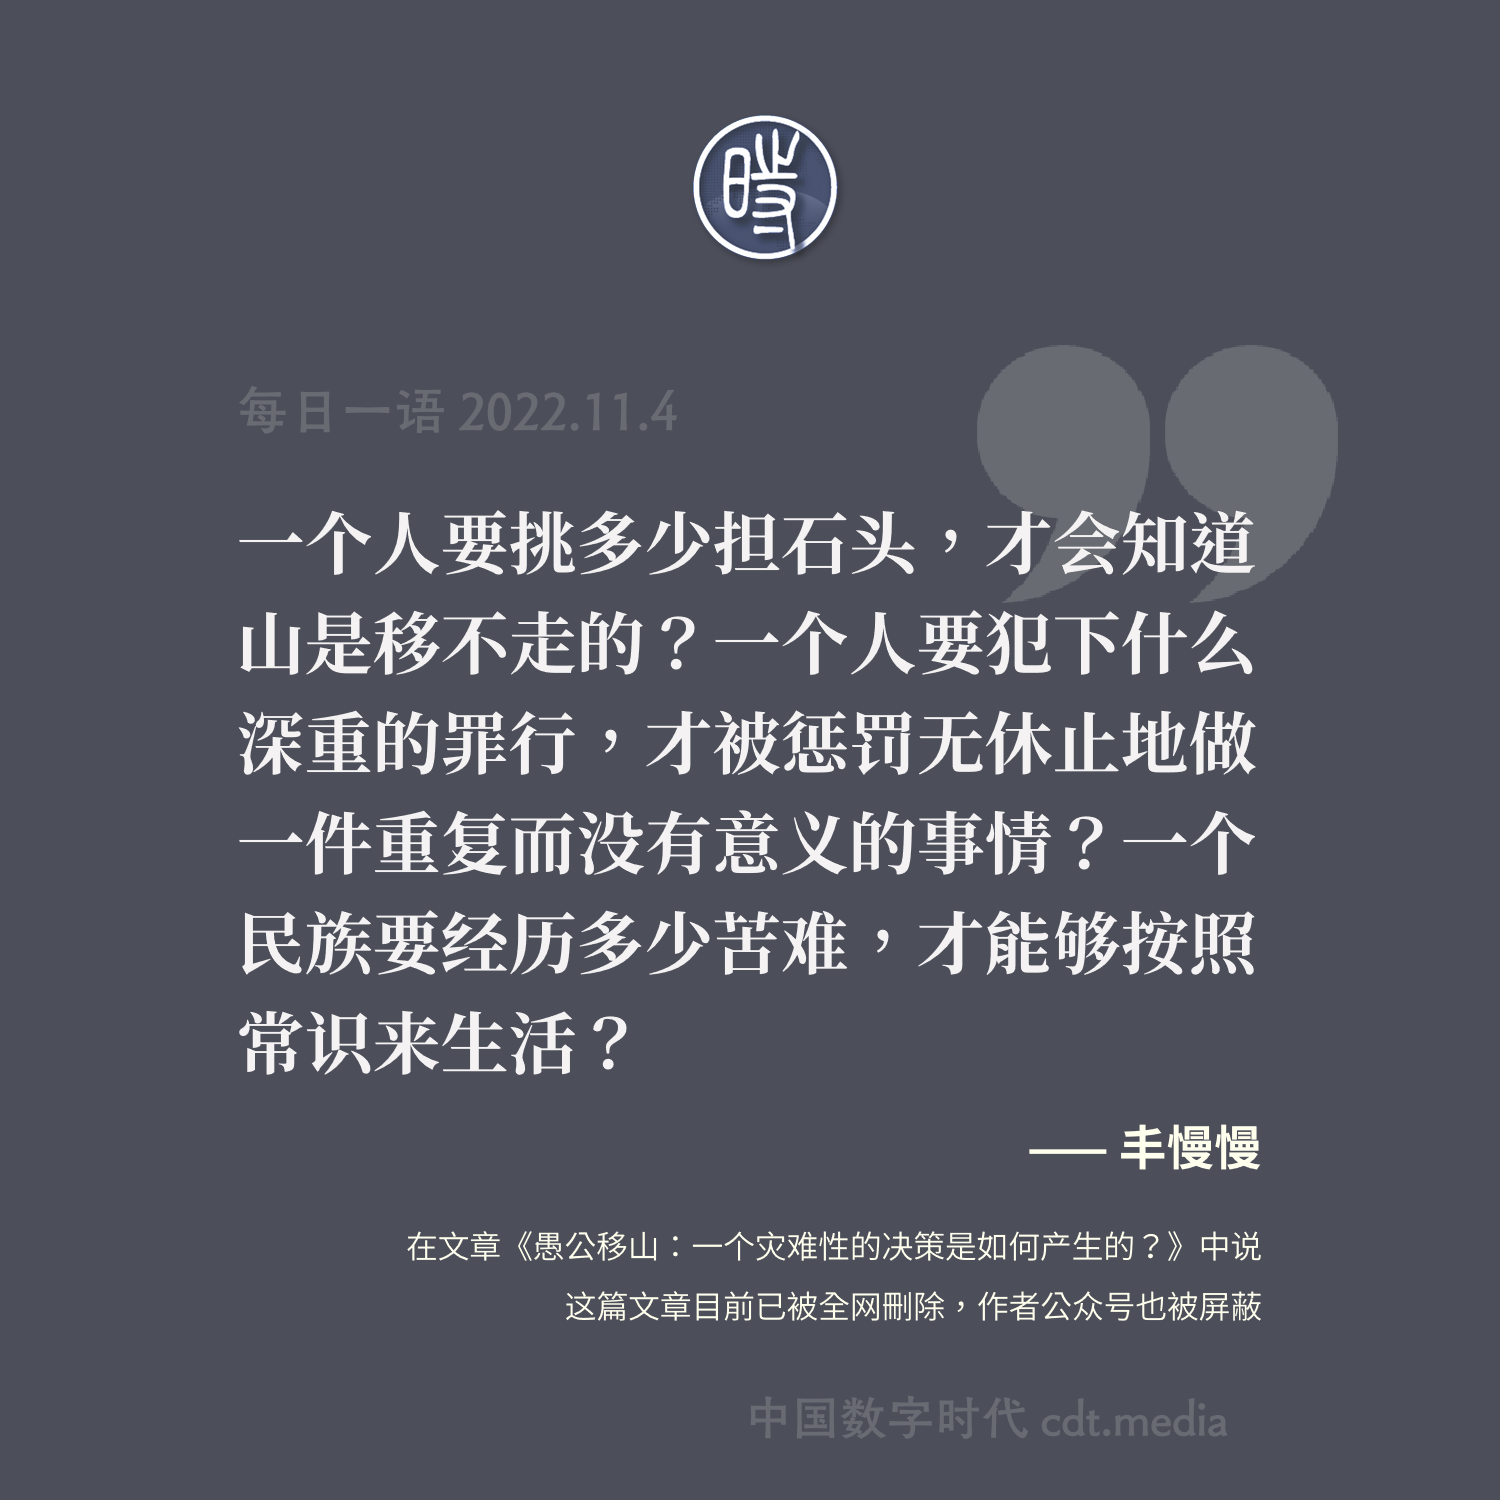 時
每日一语 2022.11.4
一个人要挑多少担石头，才会知道
山是移不走的？一个人要犯下什么
深重的罪行，才被惩罚无休止地做
一件重复而没有意义的事情？一个
民族要经历多少苦难，才能够按照
常识来生活？
—— 丰慢慢
在文章《愚公移山：一个灾难性的决策是如何产生的？》中说
这篇文章目前已被全网刪除，作者公众号也被屏蔽
中国数字时代 cdt.media